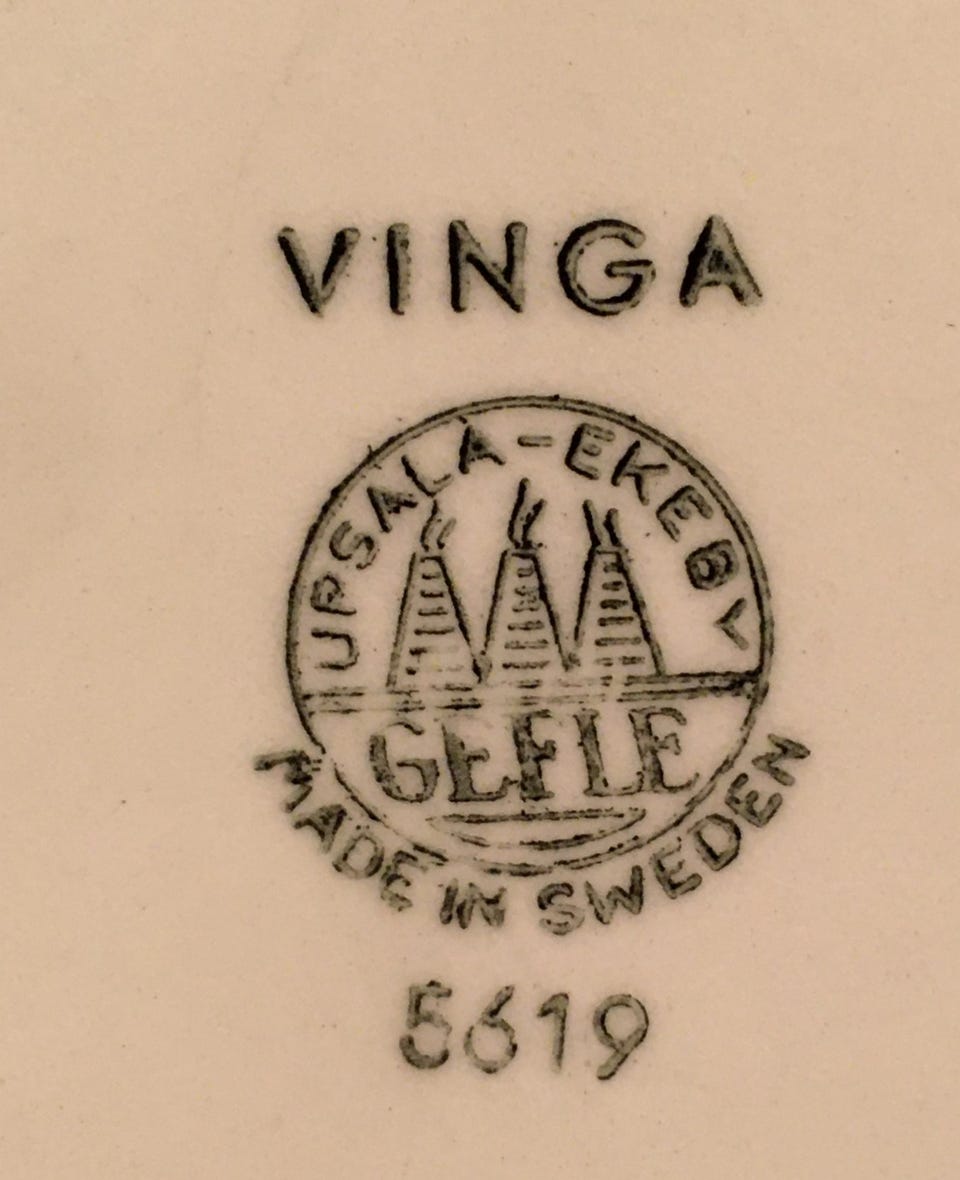 VINGA
UPSALA-EKEBY
GEFLE
MADE IN SWEDEN
5619